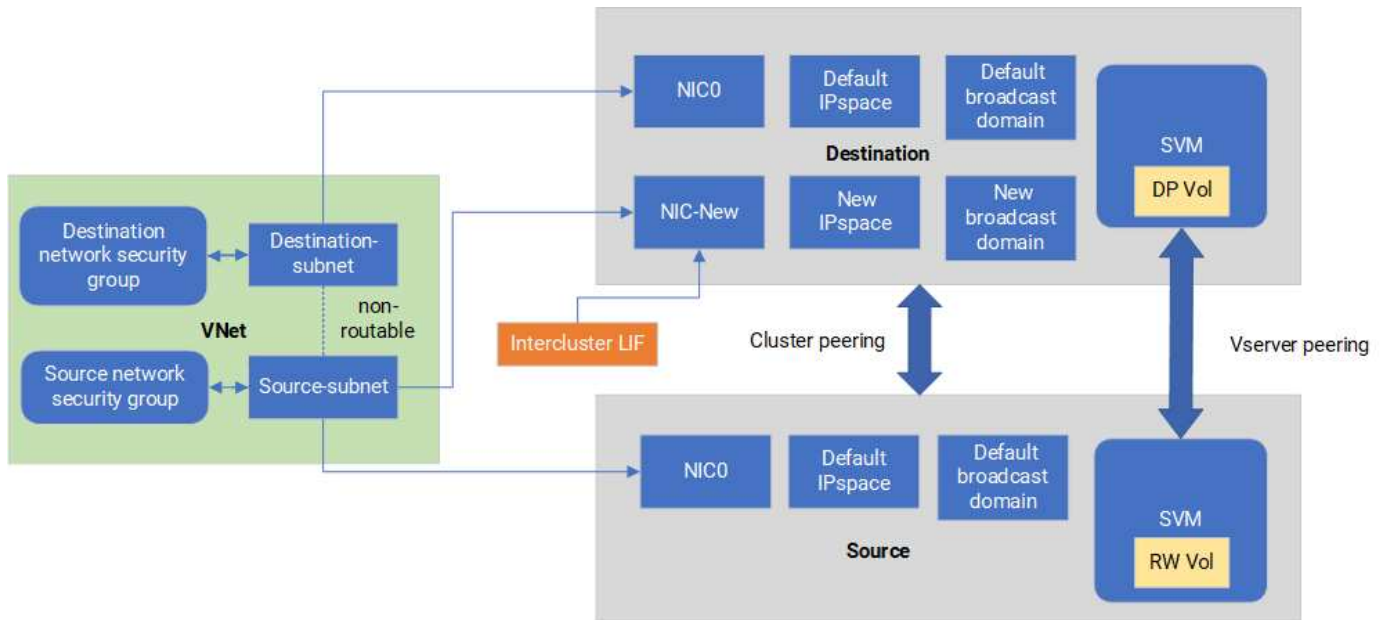 NIC0
Default
IPspace
Default
broadcast
domain
SVM
DP Vol
Destination
NIC-New
New
IPspace
New
broadcast
domain
Destination
network security
group
Destination-
subnet
VNet
non-
routable
Source network
security group
Source-subnet
Intercluster LIF
Cluster peering
Vserver peering
NIC0
Default
IPspace
Default
broadcast
domain
SVM
RW Vol
Source